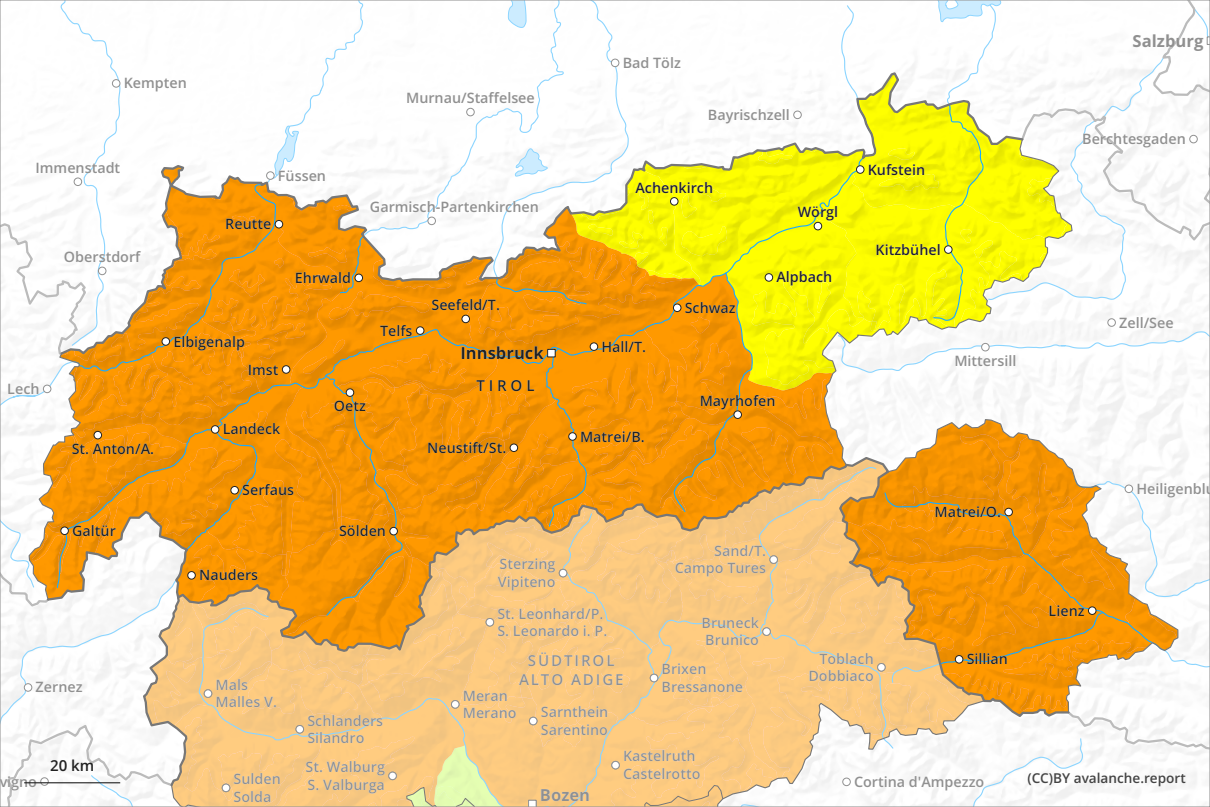 Salzburg
Bad Tölz
Kempten
Murnau/Staffelsee
Bayrischzell
Berchtesgaden
Immenstadt
Füssen
Kufstein
Achenkirch
Garmisch-Partenkirchen
Wörgl
Reutte
Kitzbühel
Oberstdorf
Ehrwald
Alpbach
Seefeld/T.
Schwaz
Zell/See
Telfs
Elbigenalp
Innsbruck
Hall/T.
Mittersill
Imst
TIROL
Lech
Oetz
Mayrhofen
Landeck
Matrei/B.
St. Anton/A.
Neustift/St.
Serfaus
Heiligenblu
Matrei/O.
Galtür
Sölden
Sand/T.
Campo Tures
Sterzing
Vipiteno
Nauders
Lienz
St. Leonhard/P.
S. Leonardo i. P.
Bruneck
Brunico
Sillian
SÜDTIROL
ALTO ADIGE
Toblach
Dobbiaco
Brixen
Bressanone
Zernez
Mals
Malles V.
Meran
Merano
Sarnthein
Sarentino
Schlanders
Silandro
Kastelruth
Castelrotto
St. Walburg
S. Valburga
20 km
vigno
Sulden
Solda
Cortina d'Ampezzo
(CC)BY avalanche.report
Bozen